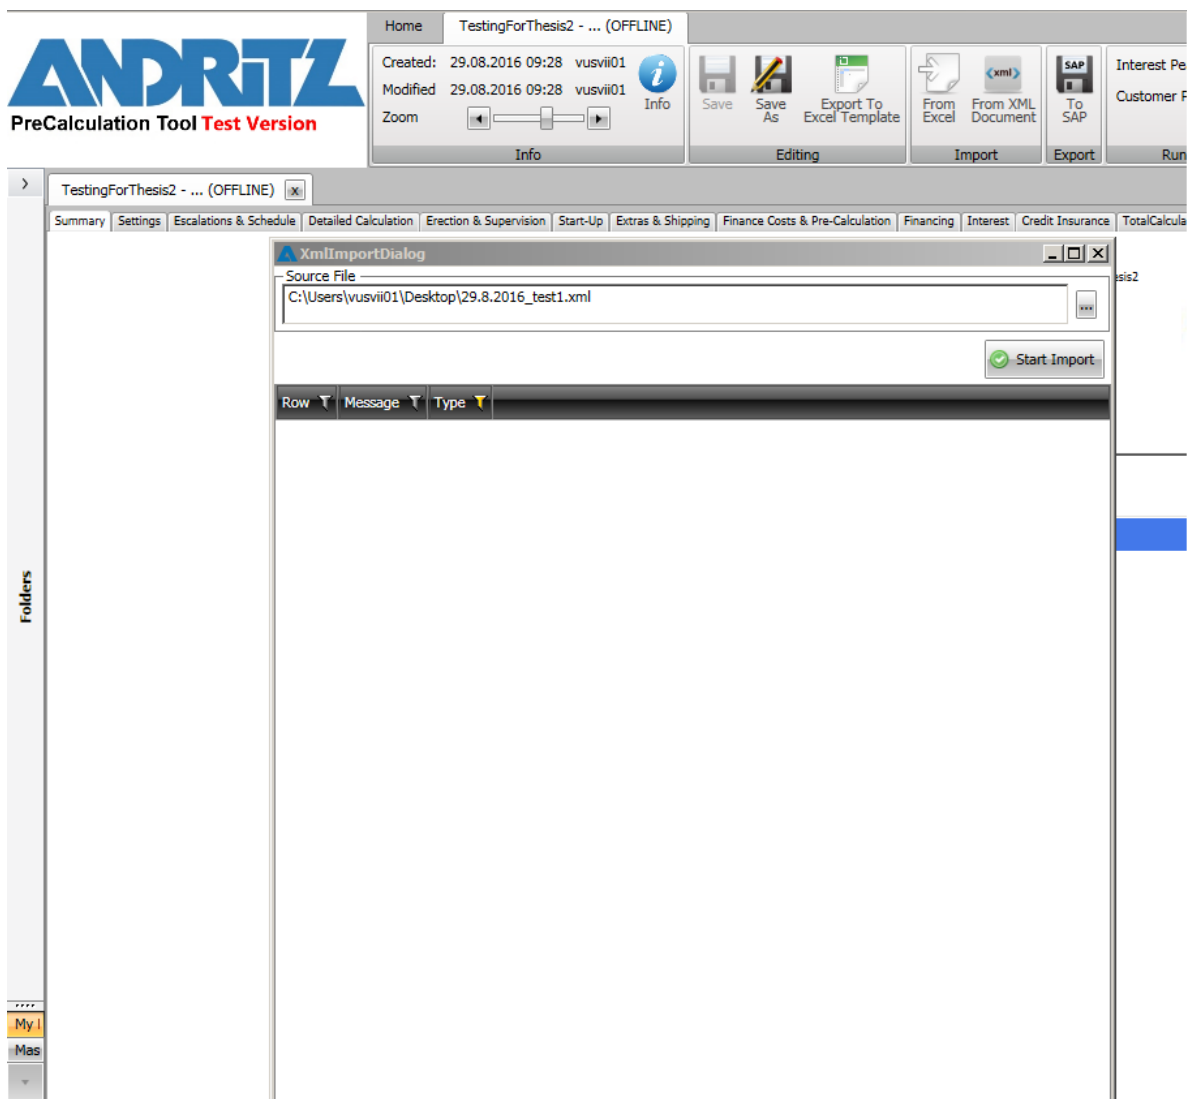 Home TestingForThesis2 - ... (OFFLINE)
ANDRITZ
PreCalculation Tool Test Version
Created: 29.08.2016 09:28 vusvii01
Modified 29.08.2016 09:28 vusvii01
Zoom
Info
Info
Save
Save As
Export To Excel Template
Editing
From Excel
<xml>
From XML Document
Import
SAP
To SAP
Export
Interest Pe
Customer F
Run
TestingForThesis2 - ... (OFFLINE) x
Summary Settings Escalations & Schedule Detailed Calculation Erection & Supervision Start-Up Extras & Shipping Finance Costs & Pre-Calculation Financing Interest Credit Insurance TotalCalcula
XmlImportDialog
Source File
C:\Users\vusvii01\Desktop\29.8.2016_test1.xml
...
esis2
Start Import
Row Message Type
Folders
My
Mas